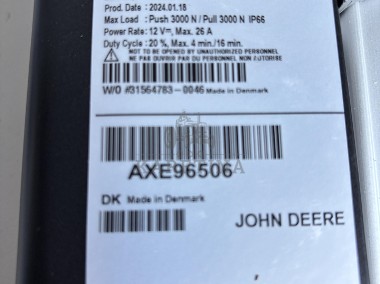 Prod. Date : 2024.01.18
Max Load : Push 3000 N / Pull 3000 N IP66
Power Rate: 12 V⎓, Max. 26 A
Duty Cycle: 20 %, Max. 4 min/16 min.
NOT TO BE OPENED BY UNAUTHORIZED PERSONNEL
NE PAS OUVRIR PAR DU PERSONNEL NON-AUTORISE
W/O #31564783-0046 Made in Denmark
AXE96506
DK Made in Denmark
JOHN DEERE